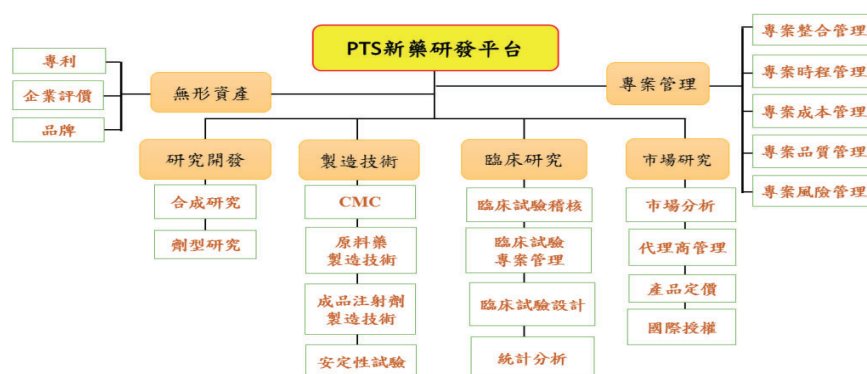 PTS新藥研發平台
無形資產
專利
企業評價
品牌
專案管理
專案整合管理
專案時程管理
專案成本管理
專案品質管理
專案風險管理
研究開發
合成研究
劑型研究
製造技術
CMC
原料藥
製造技術
成品注射劑
製造技術
安定性試驗
臨床研究
臨床試驗稽核
臨床試驗
專案管理
臨床試驗設計
統計分析
市場研究
市場分析
代理商管理
產品定價
國際授權